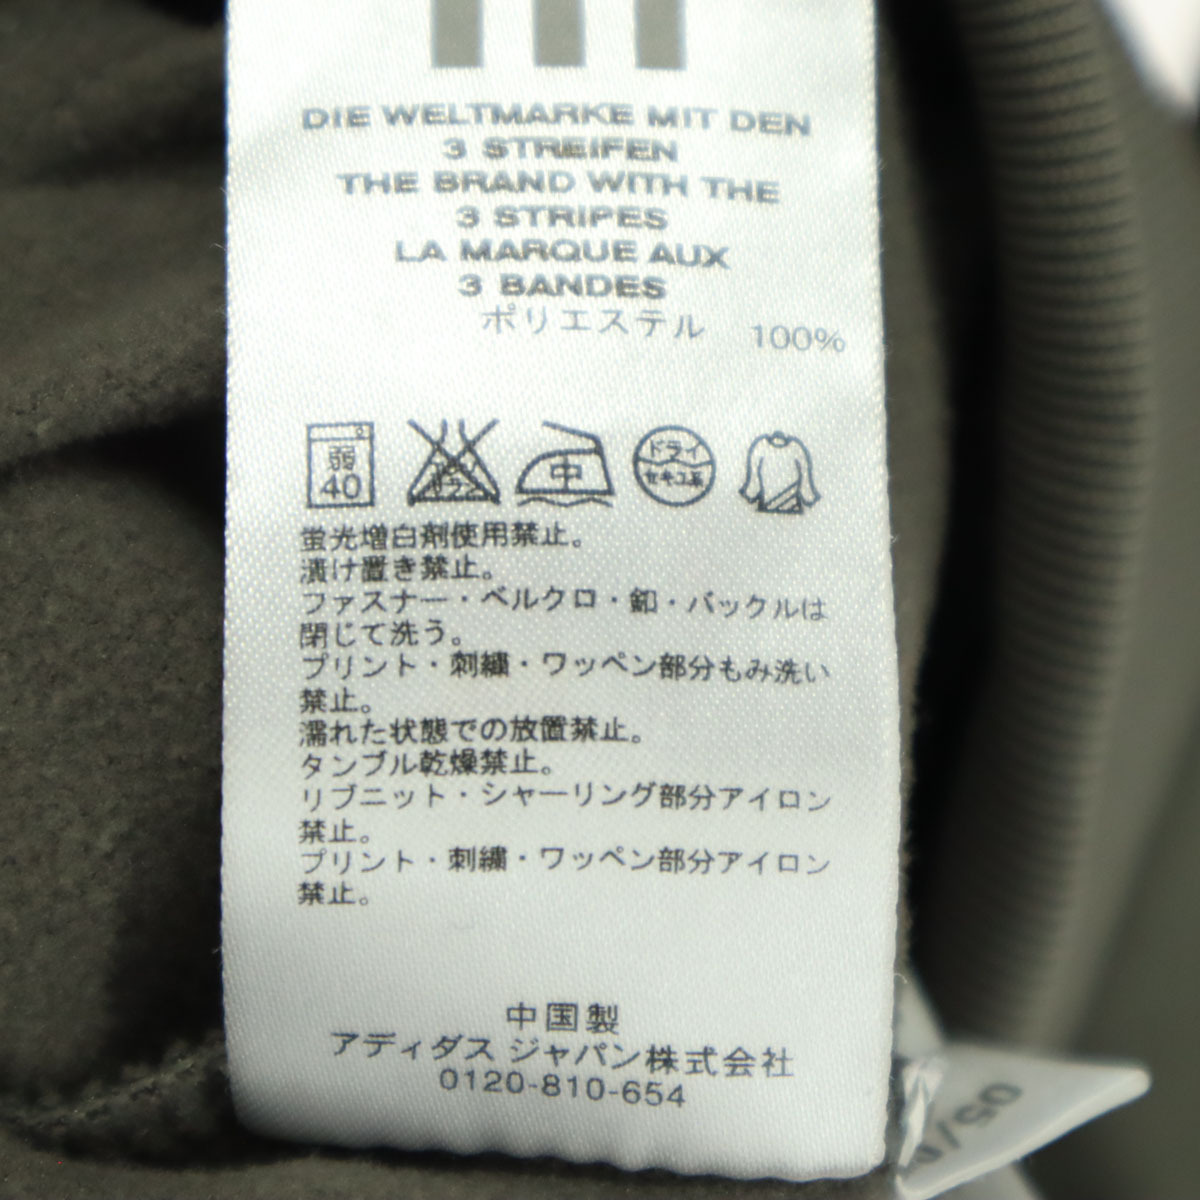 DIE WELTMARKE MIT DEN
3 STREIFEN
THE BRAND WITH THE
3 STRIPES
LA MARQUE AUX
3 BANDES
ポリエステル 100%
弱 中 ドライ
40 セキユ系
蛍光増白剤使用禁止。
漬け置き禁止。
ファスナー・ベルクロ・釦・バックルは
閉じて洗う。
プリント・刺繍・ワッペン部分もみ洗い
禁止。
濡れた状態での放置禁止。
タンブル乾燥禁止。
リブニット・シャーリング部分アイロン
禁止。
プリント・刺繍・ワッペン部分アイロン
禁止。
中国製
アディダス ジャパン株式会社
0120-810-654